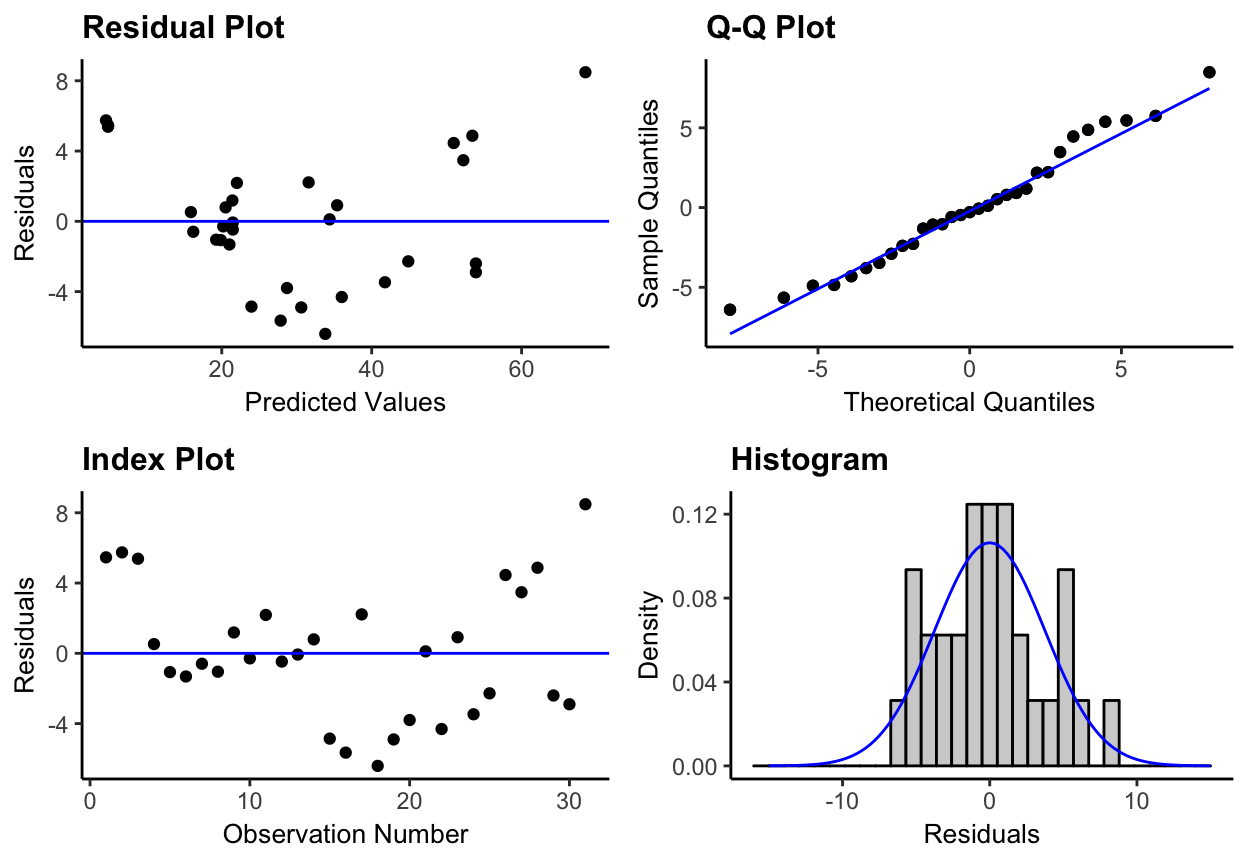 Residual Plot
8
4
0
-4
Residuals
20
40
60
Predicted Values
Q-Q Plot
5
0
-5
Sample Quantiles
-5
0
5
Theoretical Quantiles
Index Plot
8
4
0
-4
Residuals
0
10
20
30
Observation Number
Histogram
0.12
0.08
0.04
0.00
Density
-10
0
10
Residuals